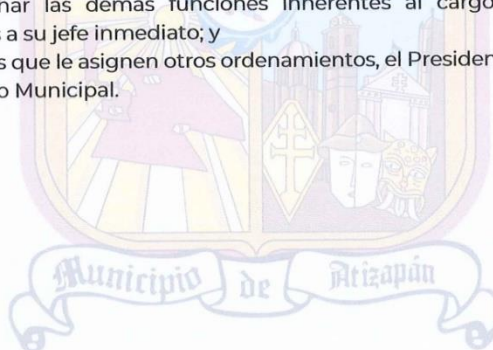 nar las demás funciones inherentes al cargo
s a su jefe inmediato; y
s que le asignen otros ordenamientos, el Presiden
o Municipal.
Municipio de Atizapán